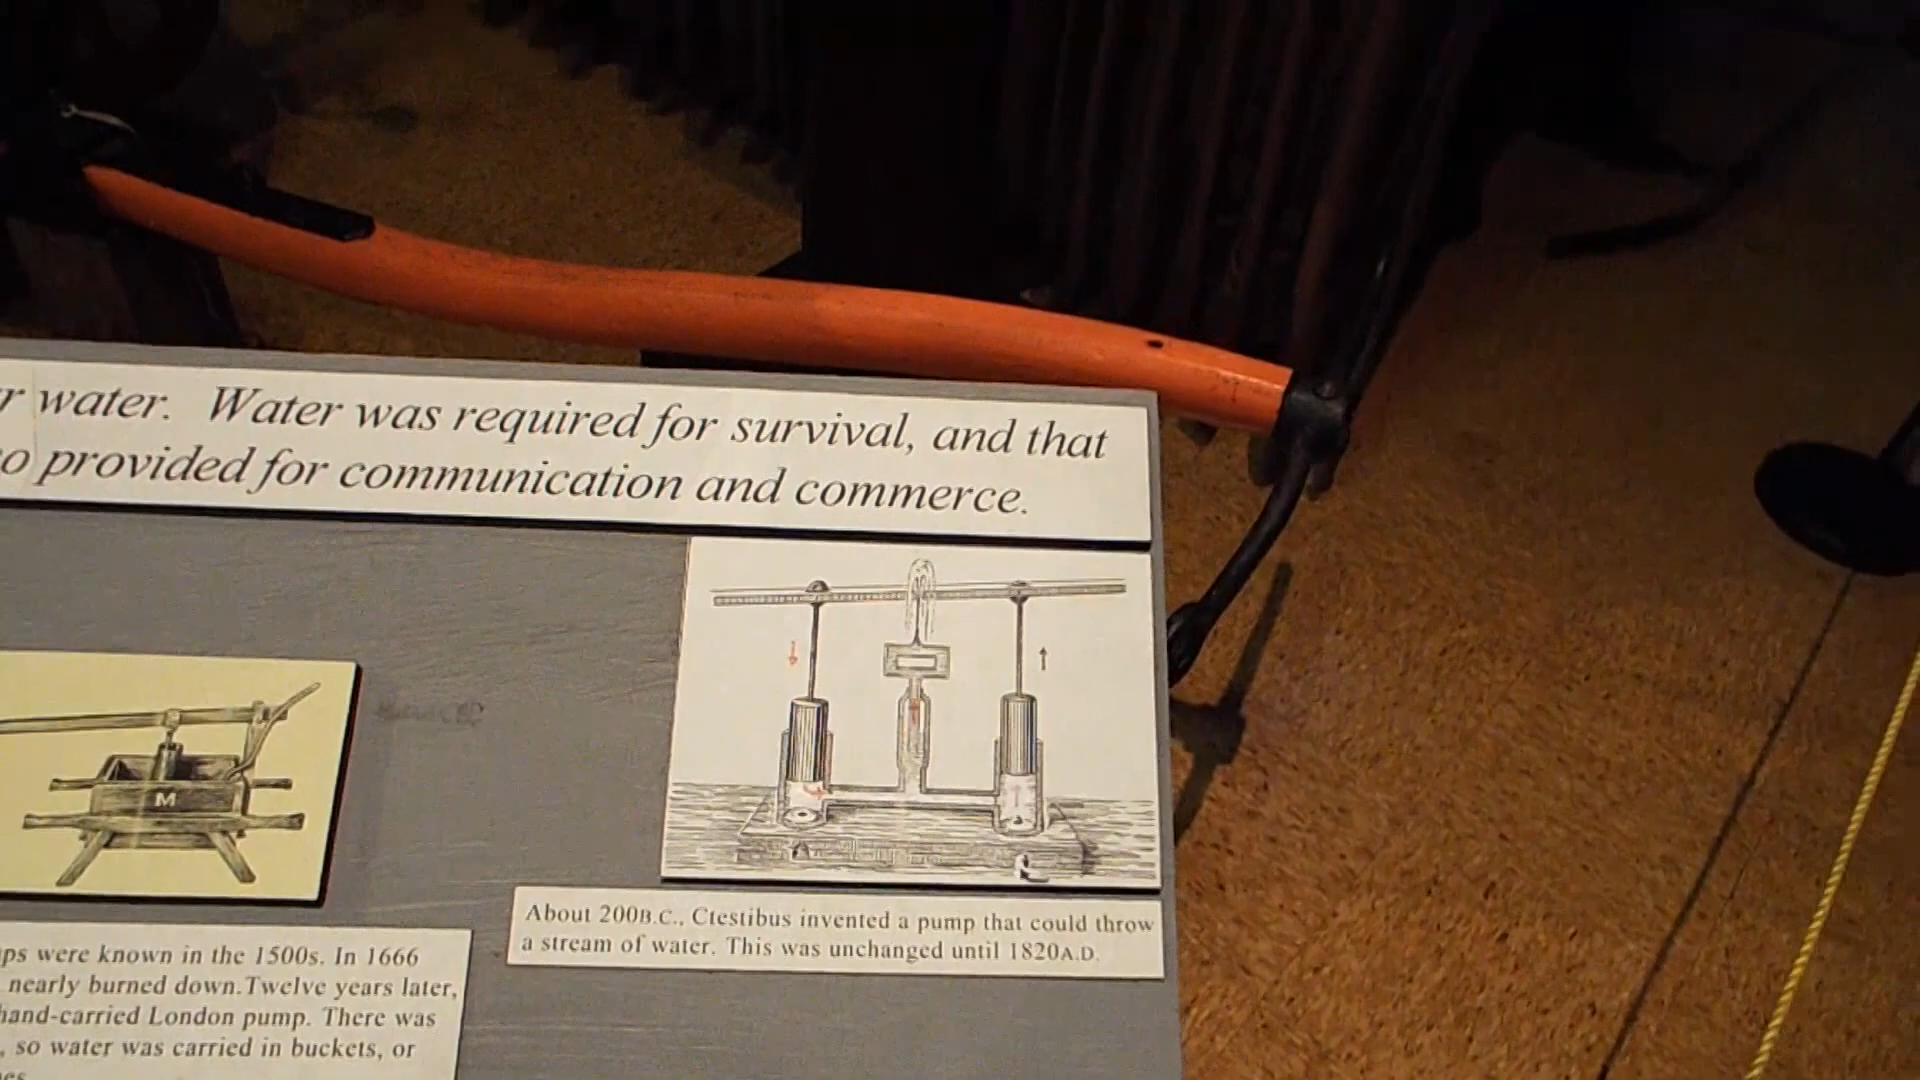 water. Water was required for survival, and that
provided for communication and commerce.
M
About 200B.C., Ctestibus invented a pump that could throw
a stream of water. This was unchanged until 1820A.D.
were known in the 1500s. In 1666
nearly burned down. Twelve years later,
hand-carried London pump. There was
, so water was carried in buckets, or